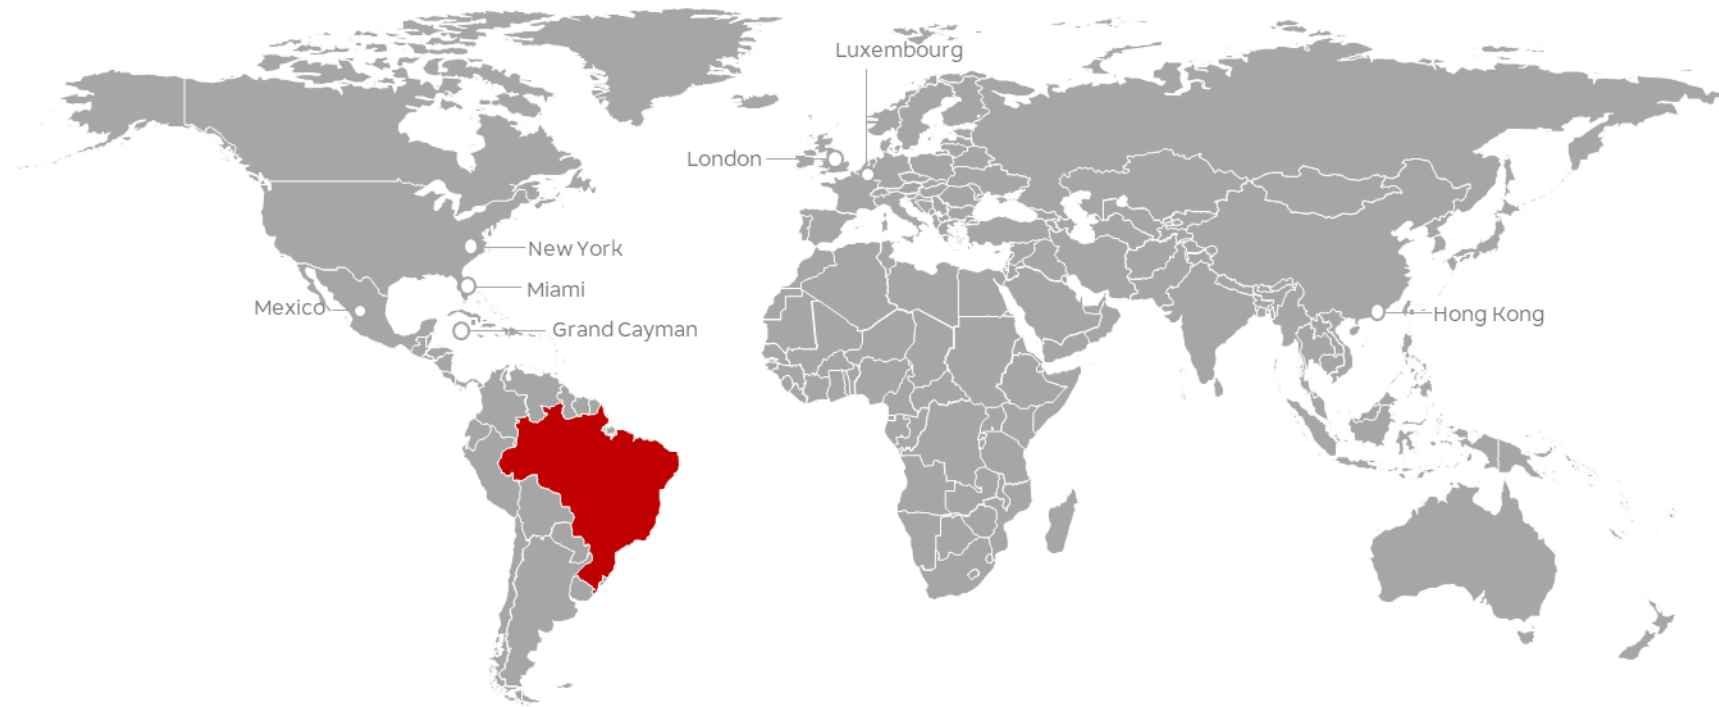 Luxembourg
London
New York
Miami
Mexico
Grand Cayman
Hong Kong